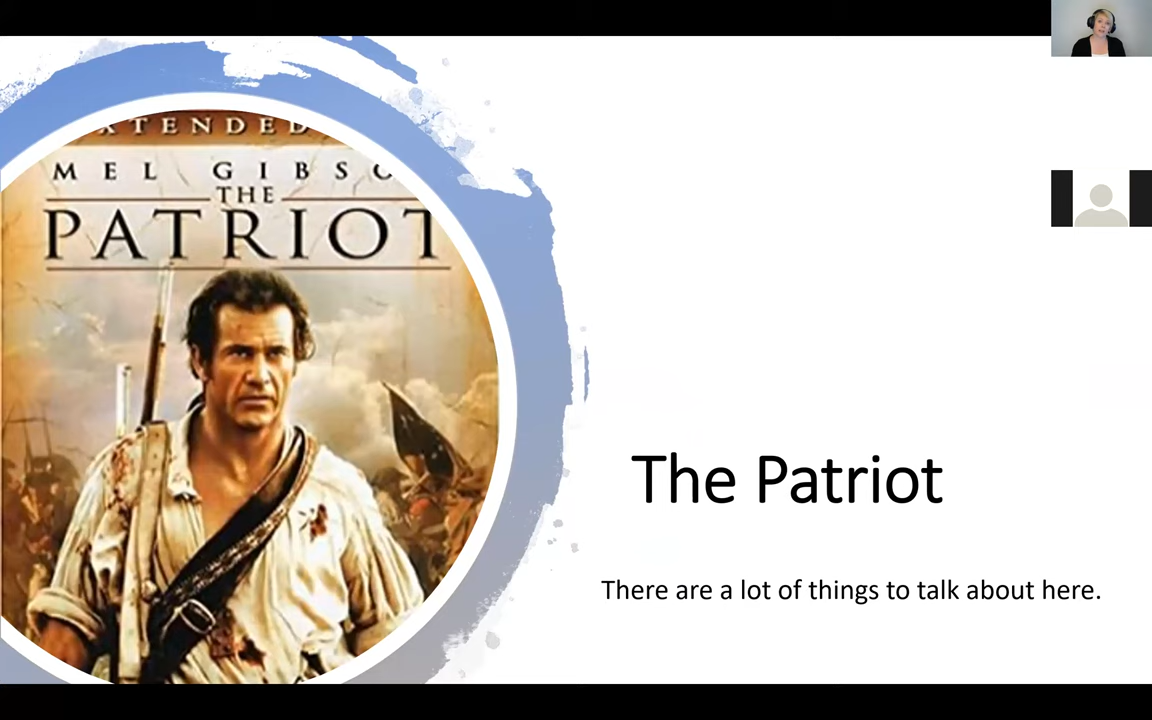 XTENDED
MEL GIBSO
THE
PATRIOT
The Patriot
There are a lot of things to talk about here.